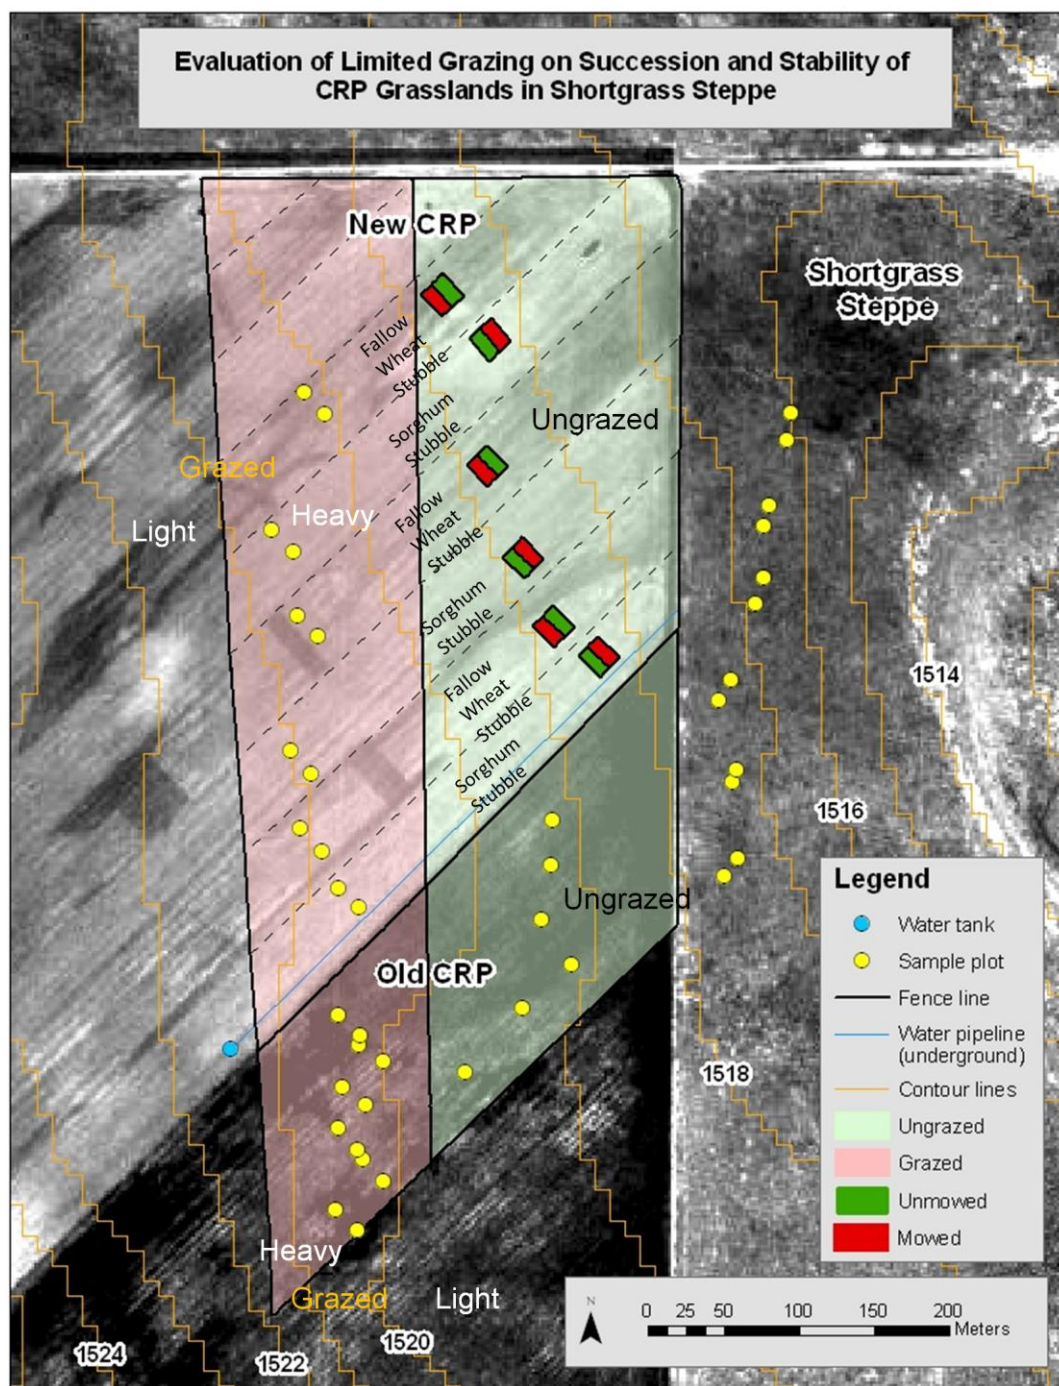 Evaluation of Limited Grazing on Succession and Stability of
CRP Grasslands in Shortgrass Steppe
New CRP
Shortgrass
Steppe
Fallow
Wheat
Stubble
Sorghum
Stubble
Ungrazed
Grazed
Light
Heavy
Fallow
Wheat
Stubble
Sorghum
Stubble
Fallow
Wheat
Stubble
Sorghum
Stubble
1514
1516
Ungrazed
Old CRP
1518
Legend
Water tank
Sample plot
Fence line
Water pipeline
(underground)
Contour lines
Ungrazed
Grazed
Unmowed
Mowed
Heavy
Grazed
Light
1524
1522
1520
N
0 25 50 100 150 200
Meters